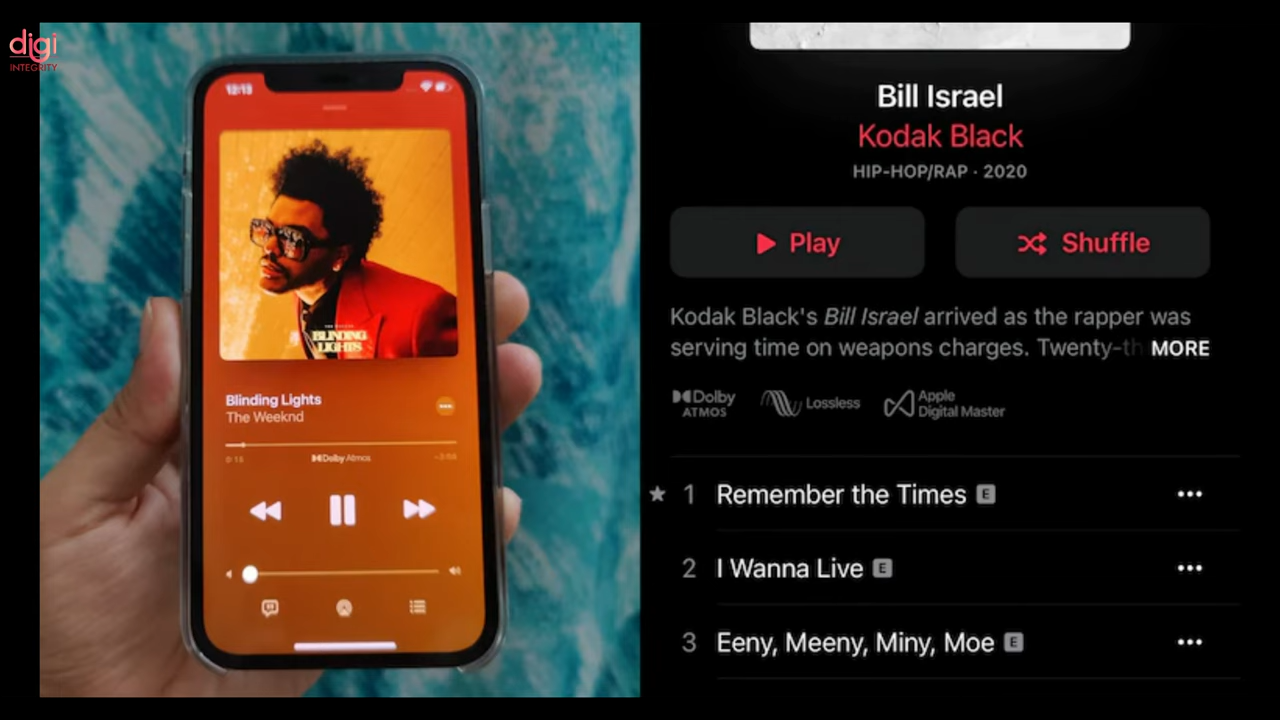 digi
INTEGRITY
12:13
BLINDING
LIGHTS
Blinding Lights
The Weeknd
0:15
Dolby Atmos
Bill Israel
Kodak Black
HIP-HOP/RAP · 2020
Play
Shuffle
Kodak Black's Bill Israel arrived as the rapper was
serving time on weapons charges. Twenty-th MORE
Dolby
ATMOS
Lossless
Apple
Digital Master
1 Remember the Times E
2 I Wanna Live E
3 Eeny, Meeny, Miny, Moe E